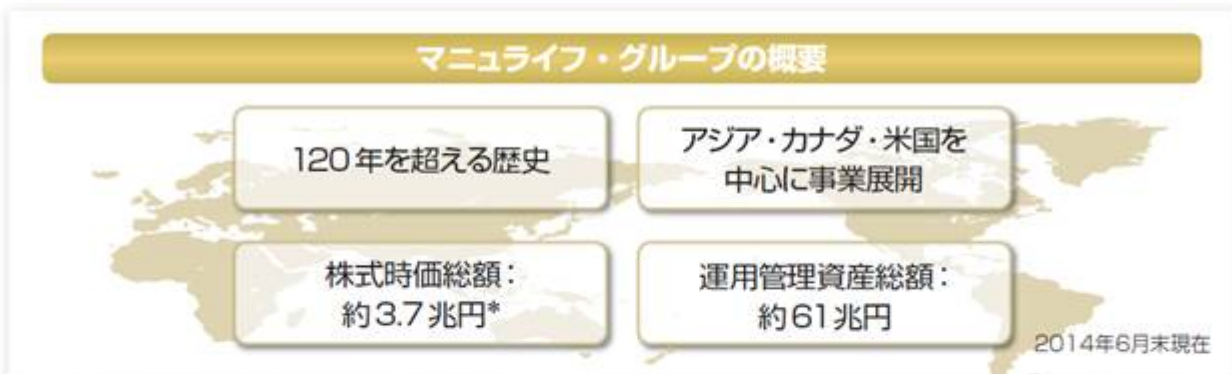 マニュライフ・グループの概要
120年を超える歴史
アジア・カナダ・米国を
中心に事業展開
株式時価総額：
約3.7兆円*
運用管理資産総額：
約61兆円
2014年6月末現在